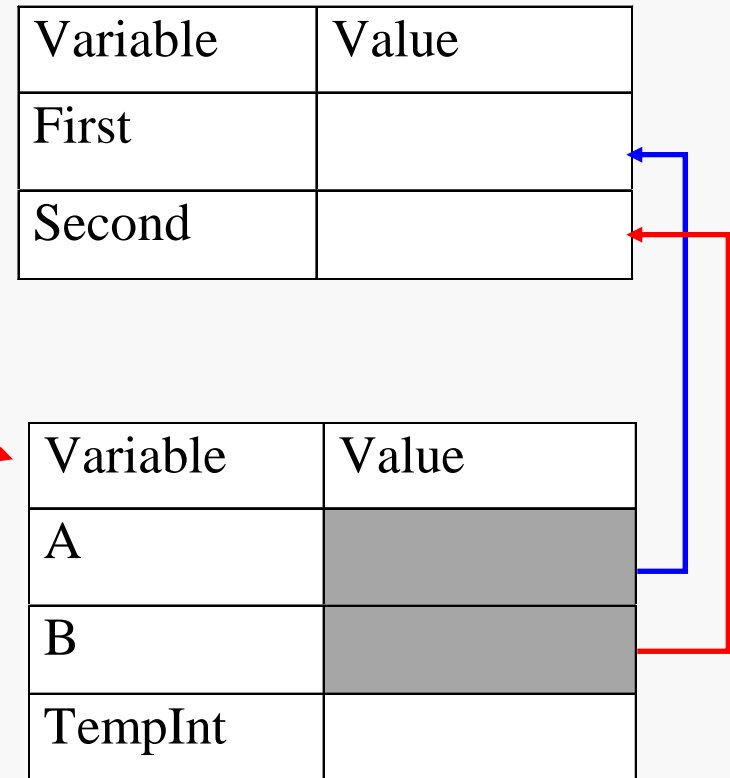 Variable Value
First
Second
Variable Value
A
B
TempInt